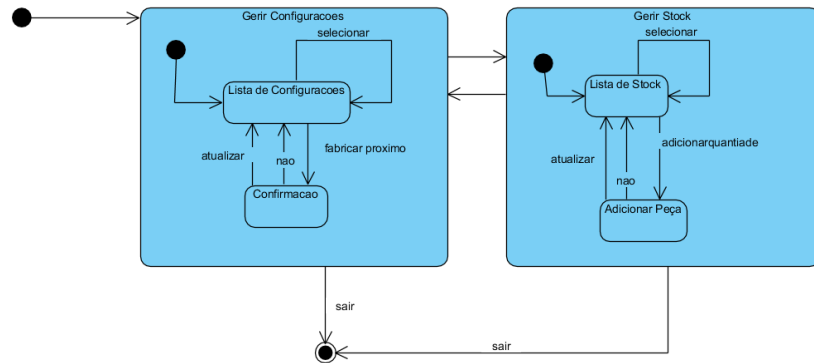 Gerir Configuracoes
selecionar
Lista de Configuracoes
atualizar
nao
fabricar proximo
Confirmacao
sair
Gerir Stock
selecionar
Lista de Stock
adicionarquantiade
atualizar
nao
Adicionar Peça
sair